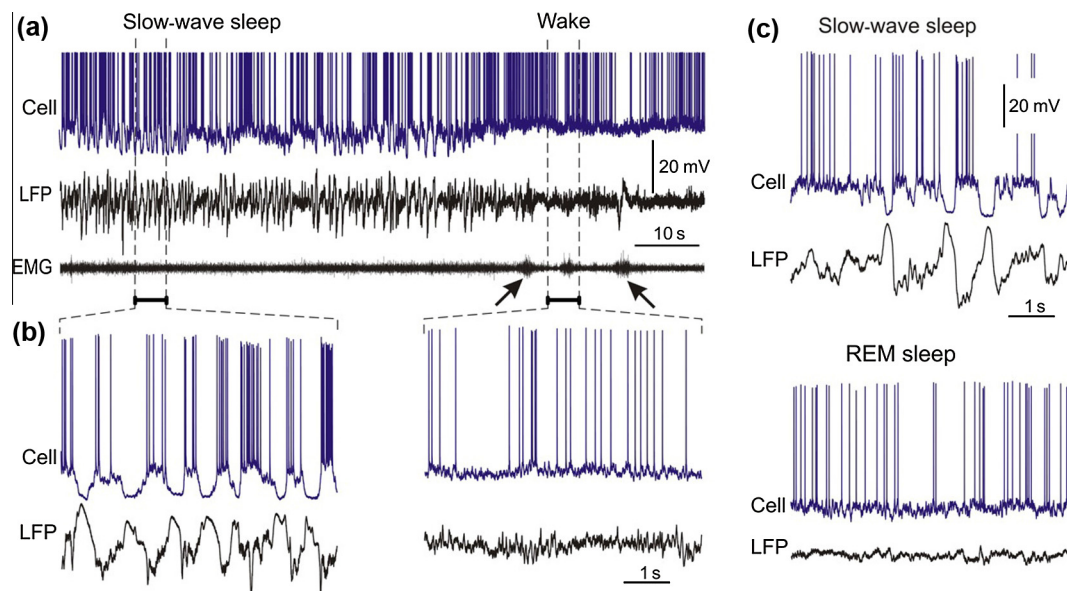 (a)
Slow-wave sleep
Wake
Cell
20 mV
LFP
10 s
EMG
(b)
Cell
LFP
1 s
(c)
Slow-wave sleep
20 mV
Cell
LFP
1 s
REM sleep
Cell
LFP